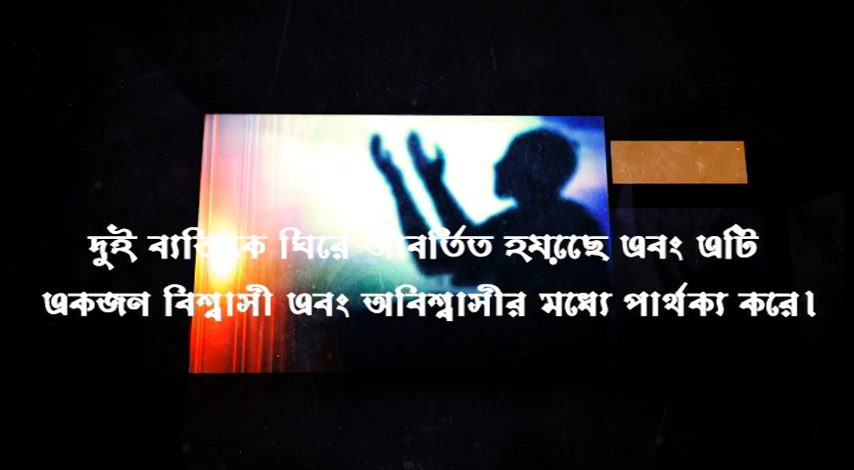 দুই ব্যক্তিকে ঘিরে আবর্তিত হয়েছে এবং এটি
একজন বিশ্বাসী এবং অবিশ্বাসীর মধ্যে পার্থক্য করে।